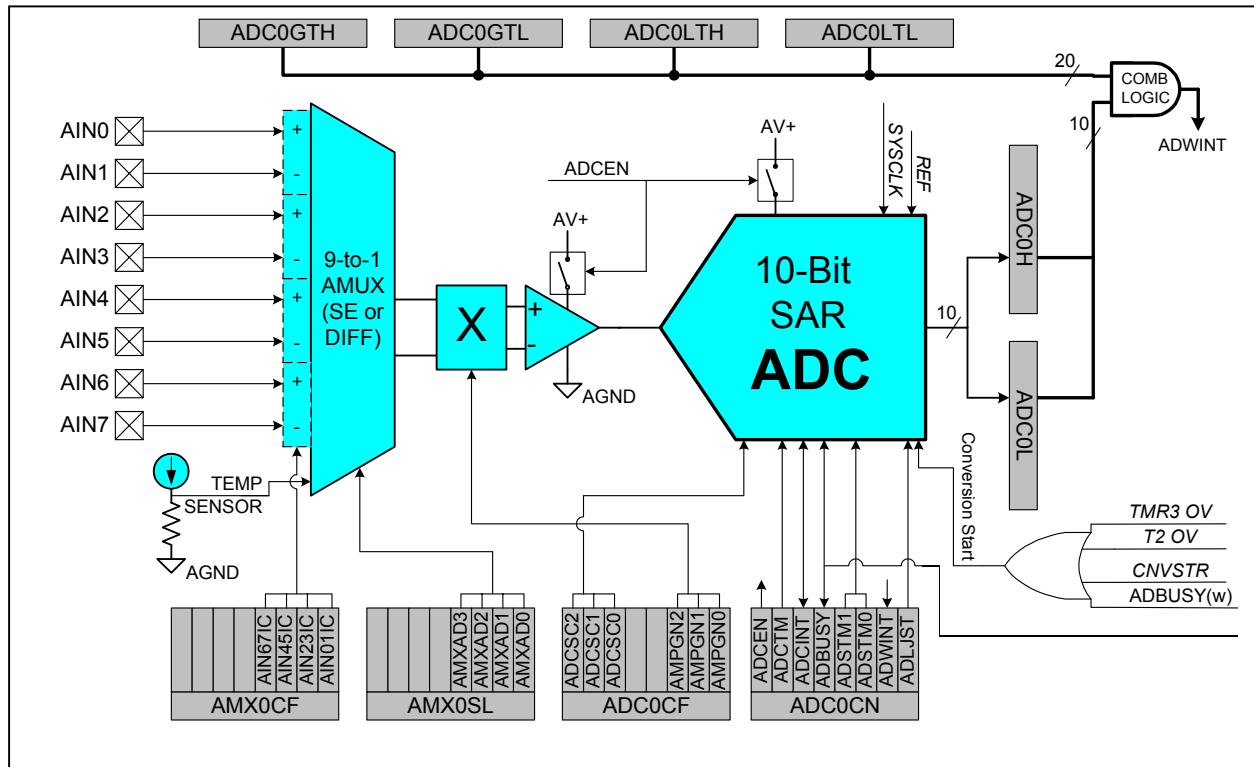 ADC0GTH
ADC0GTL
ADC0LTH
ADC0LTL
20
COMB
LOGIC
10
ADWINT
AIN0
AIN1
AIN2
AIN3
AIN4
AIN5
AIN6
AIN7
+
-
+
-
+
-
+
-
9-to-1
AMUX
(SE or
DIFF)
TEMP
SENSOR
AGND
X
+
-
AV+
AGND
ADCEN
AV+
SYSCLK
REF
10-Bit
SAR
ADC
10
ADC0H
ADC0L
Conversion Start
TMR3 OV
T2 OV
CNVSTR
ADBUSY(w)
AIN67IC
AIN45IC
AIN23IC
AIN01IC
AMX0CF
AMXAD3
AMXAD2
AMXAD1
AMXAD0
AMX0SL
ADCSC2
ADCSC1
ADCSC0
AMPGN2
AMPGN1
AMPGN0
ADC0CF
ADCEN
ADCTM
ADCINT
ADBUSY
ADSTM1
ADSTM0
ADWINT
ADLJST
ADC0CN